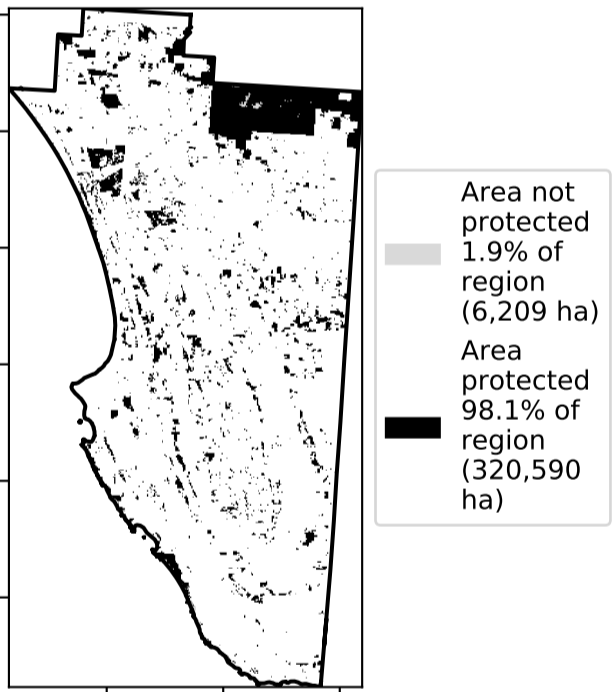 Area not
protected
1.9% of
region
(6,209 ha)
Area
protected
98.1% of
region
(320,590
ha)